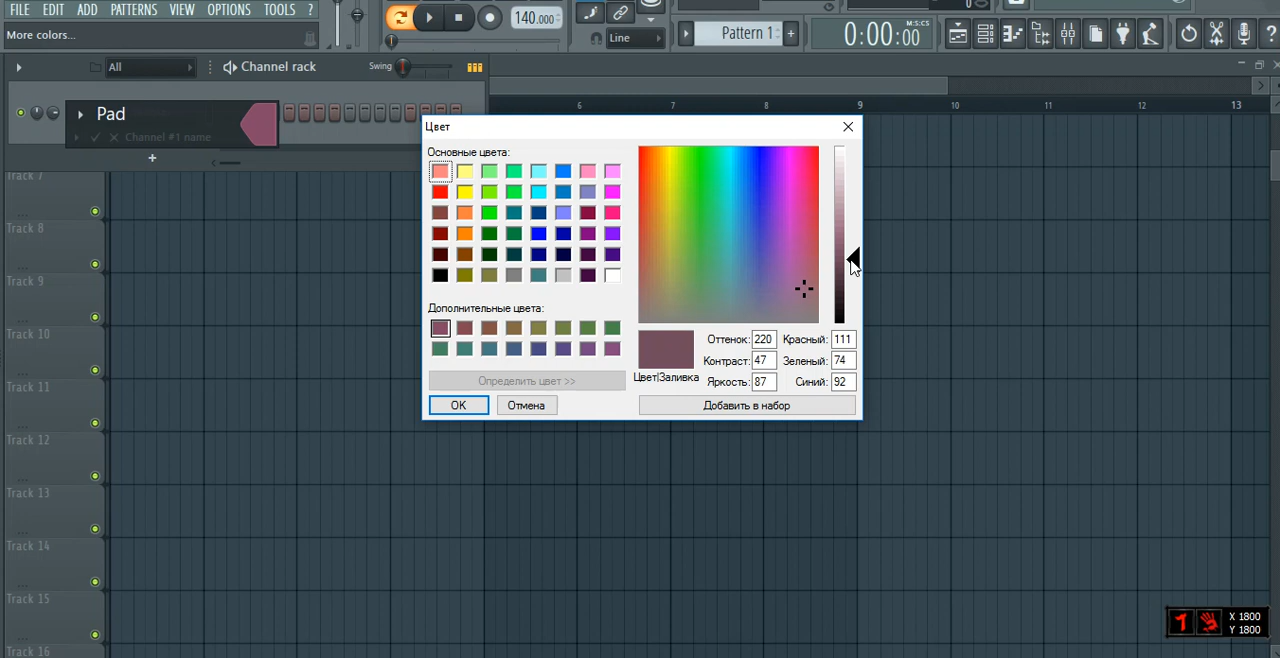 FILE EDIT ADD PATTERNS VIEW OPTIONS TOOLS ?
More colors...
140.000
Line
Pattern 1
+
0:00:00
M:S:CS
?
All
Channel rack
Swing
6 7 8 9 10 11 12 13
Pad
Channel #1 name
+
Track 7
...
Track 8
...
Track 9
...
Track 10
...
Track 11
...
Track 12
...
Track 13
...
Track 14
...
Track 15
...
Track 16
Цвет
Основные цвета:
Дополнительные цвета:
Определить цвет >>
OK
Отмена
Цвет|Заливка
Оттенок: 220
Красный: 111
Контраст: 47
Зеленый: 74
Яркость: 87
Синий: 92
Добавить в набор
X 1800
Y 1800